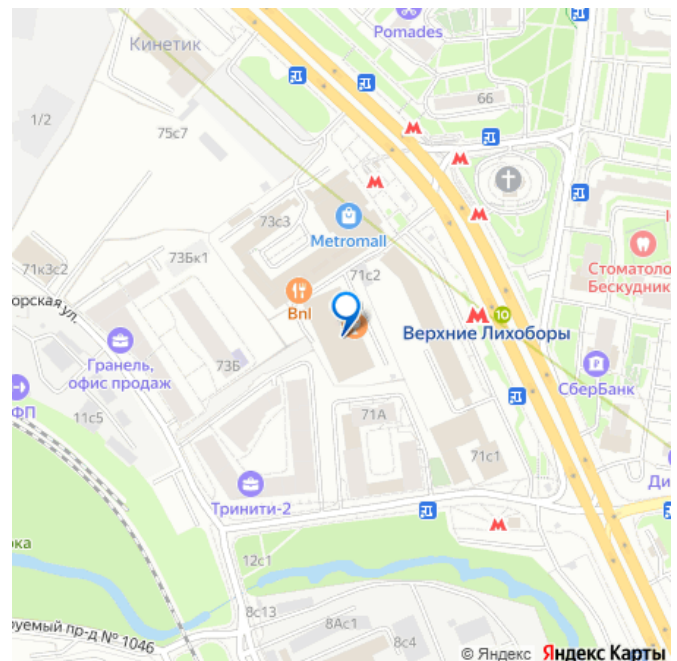 Pomades
Кинетик
66
1/2
75с7
73с3
Metromall
73Бк1
71к3с2
71с2
Стоматоло
Бескудник
орская ул.
Bnl
10
Верхние Лихоборы
Гранель,
офис продаж
СберБанк
73Б
ФП
11с5
71А
71с1
Тринити-2
Ди
ока
12с1
8с13
8Ас1
руемый пр-д № 1046
8с4
© Яндекс Яндекс Карты